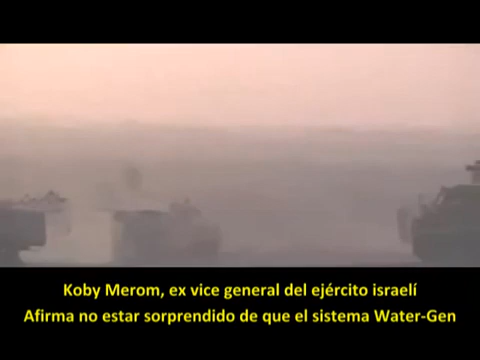 Koby Merom, ex vice general del ejército israelí
Afirma no estar sorprendido de que el sistema Water-Gen